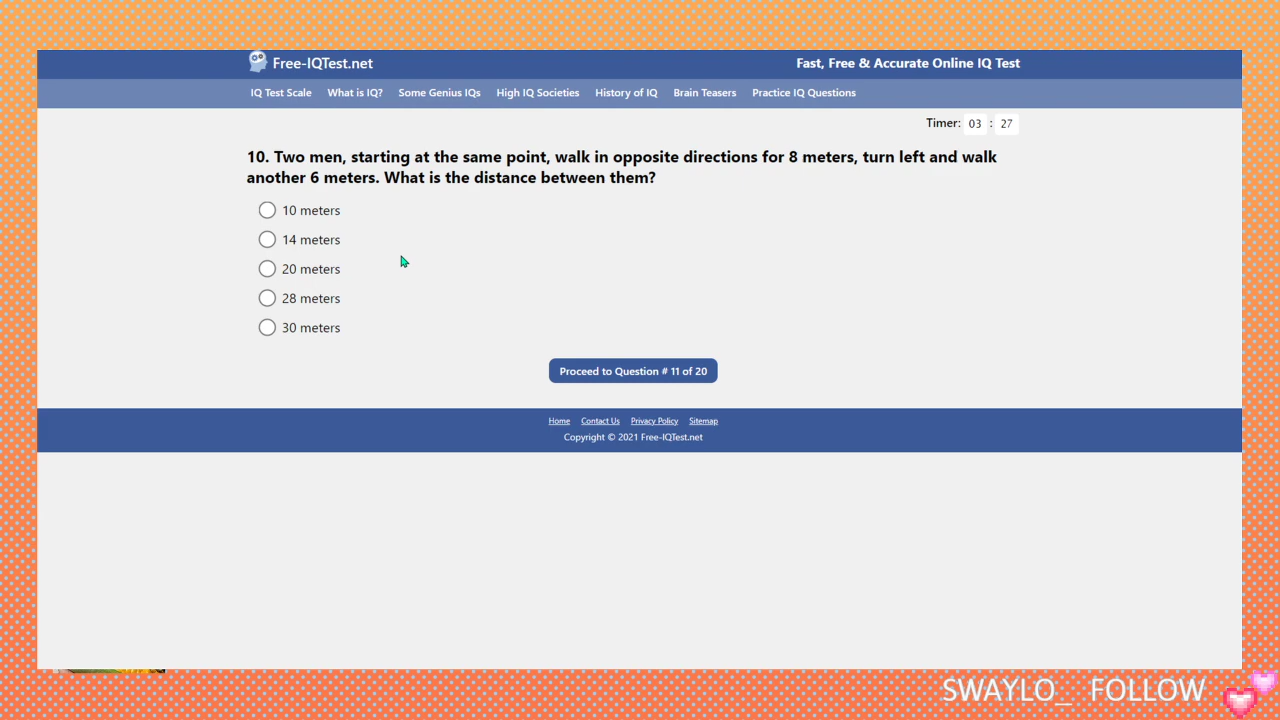 Free-IQTest.net
Fast, Free & Accurate Online IQ Test
IQ Test Scale What is IQ? Some Genius IQs High IQ Societies History of IQ Brain Teasers Practice IQ Questions
Timer: 03 : 27
10. Two men, starting at the same point, walk in opposite directions for 8 meters, turn left and walk
another 6 meters. What is the distance between them?
10 meters
14 meters
20 meters
28 meters
30 meters
Proceed to Question # 11 of 20
Home Contact Us Privacy Policy Sitemap
Copyright © 2021 Free-IQTest.net
SWAYLO_ FOLLOW